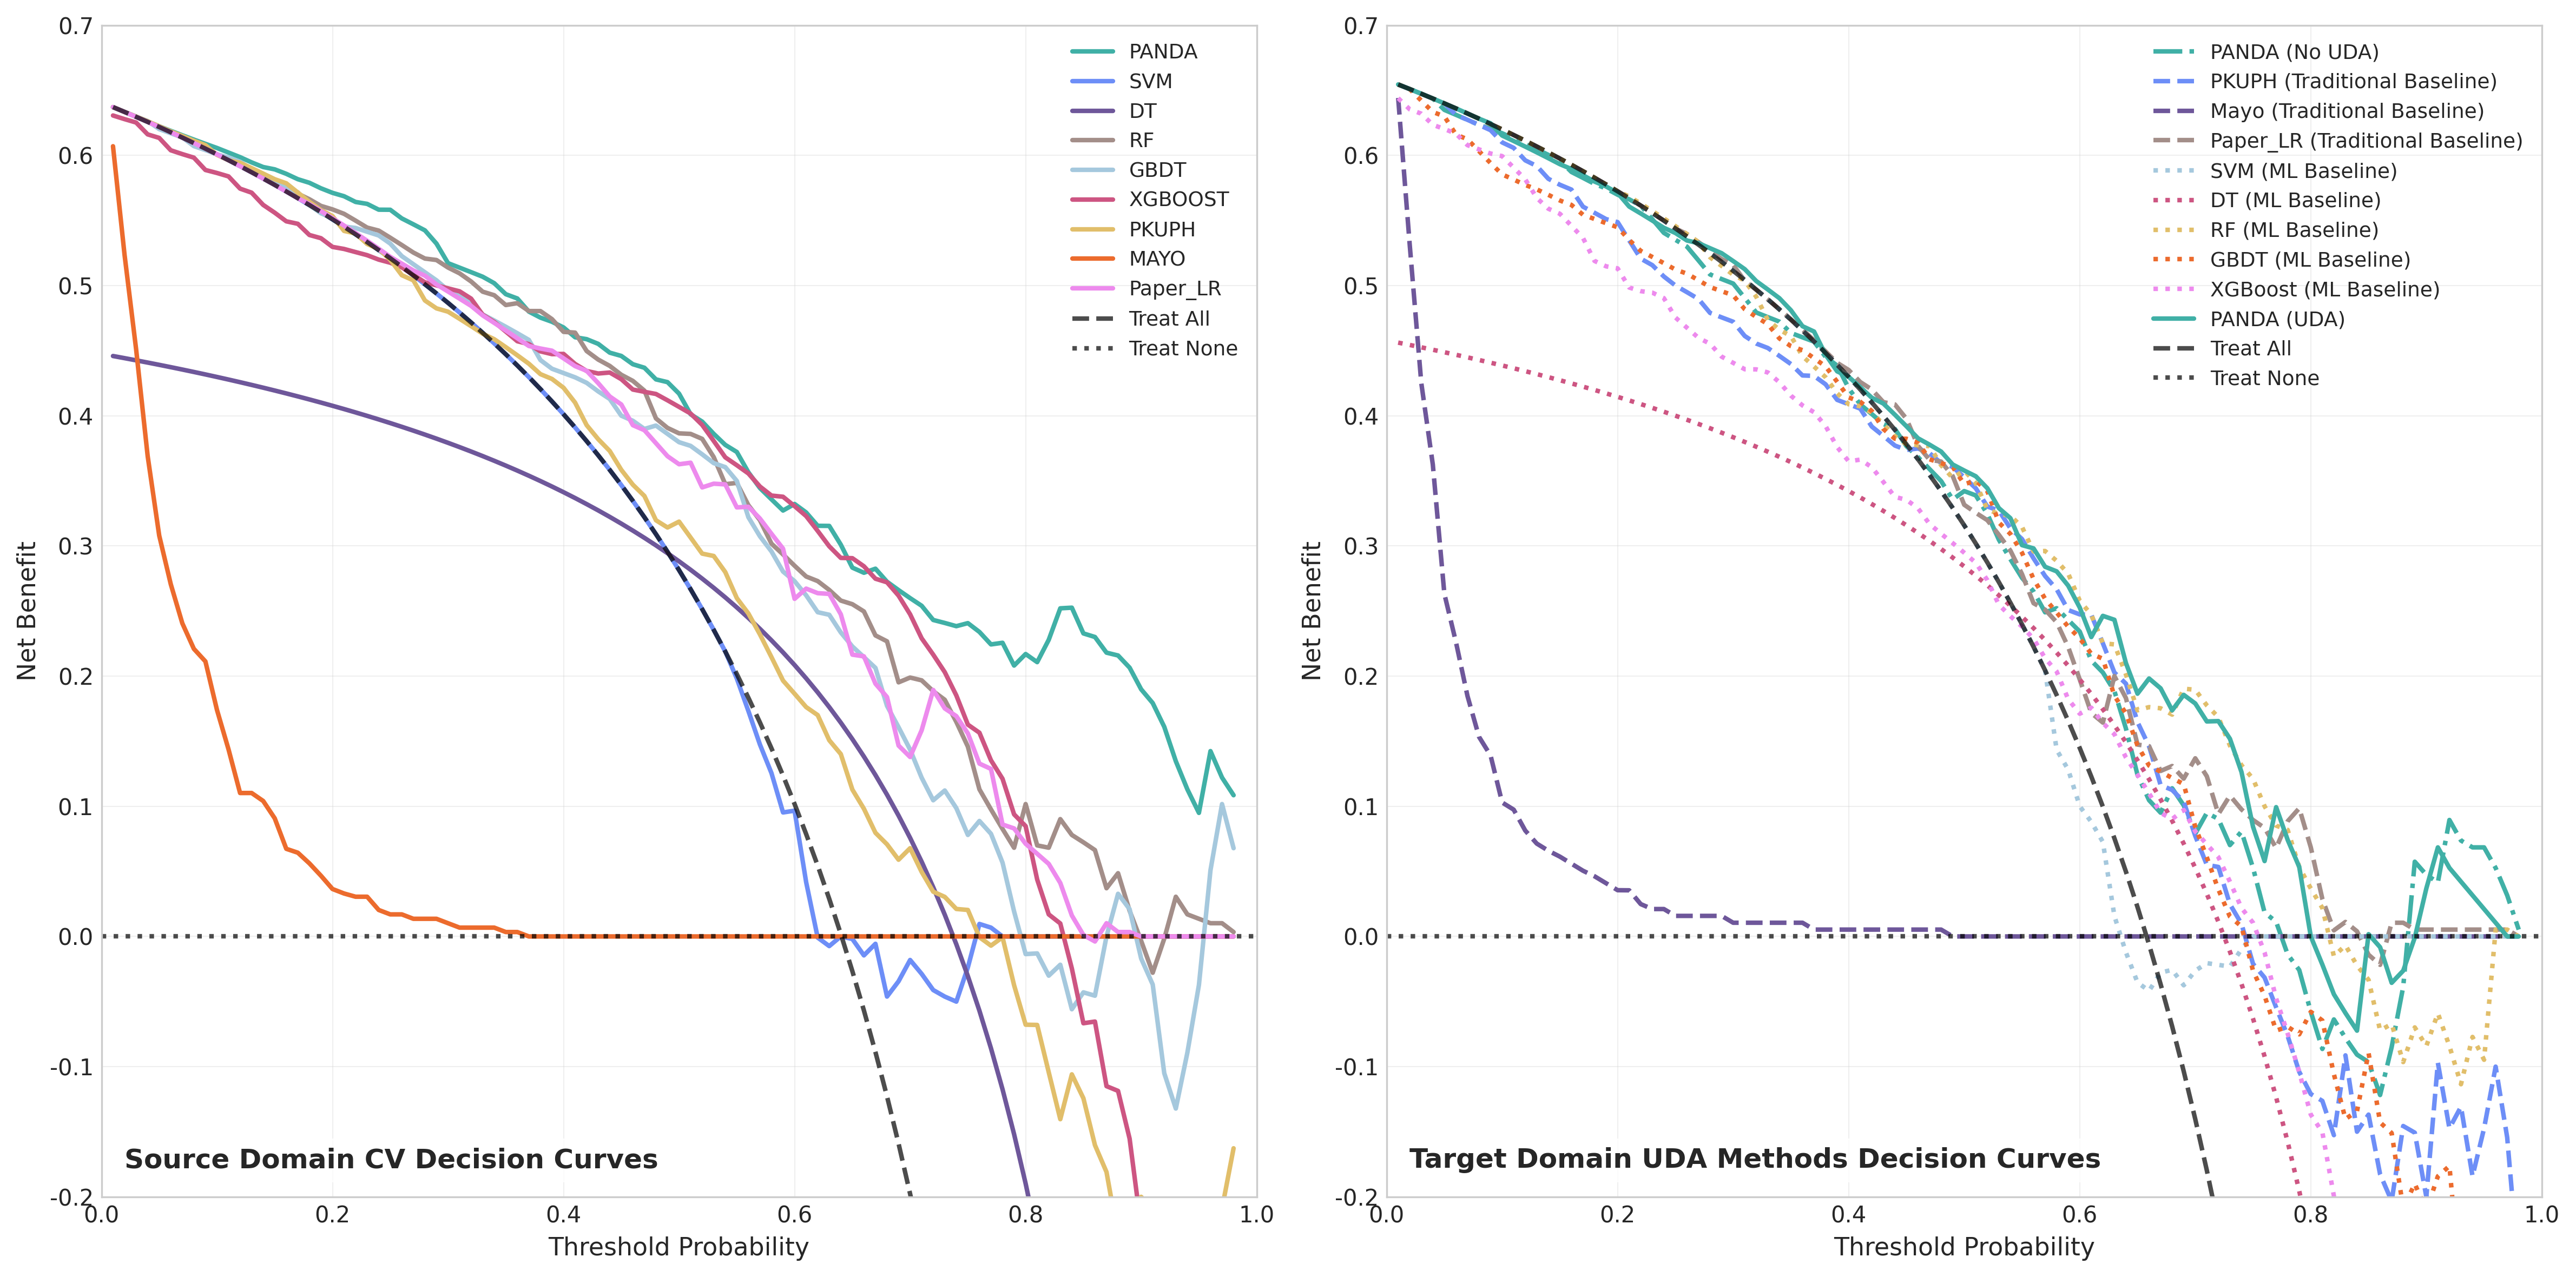 0.7
0.6
0.5
0.4
0.3
0.2
0.1
0.0
-0.1
-0.2
Net Benefit
0.0 0.2 0.4 0.6 0.8 1.0
Threshold Probability
PANDA
SVM
DT
RF
GBDT
XGBOOST
PKUPH
MAYO
Paper_LR
Treat All
Treat None
Source Domain CV Decision Curves
0.7
0.6
0.5
0.4
0.3
0.2
0.1
0.0
-0.1
-0.2
Net Benefit
0.0 0.2 0.4 0.6 0.8 1.0
Threshold Probability
PANDA (No UDA)
PKUPH (Traditional Baseline)
Mayo (Traditional Baseline)
Paper_LR (Traditional Baseline)
SVM (ML Baseline)
DT (ML Baseline)
RF (ML Baseline)
GBDT (ML Baseline)
XGBoost (ML Baseline)
PANDA (UDA)
Treat All
Treat None
Target Domain UDA Methods Decision Curves